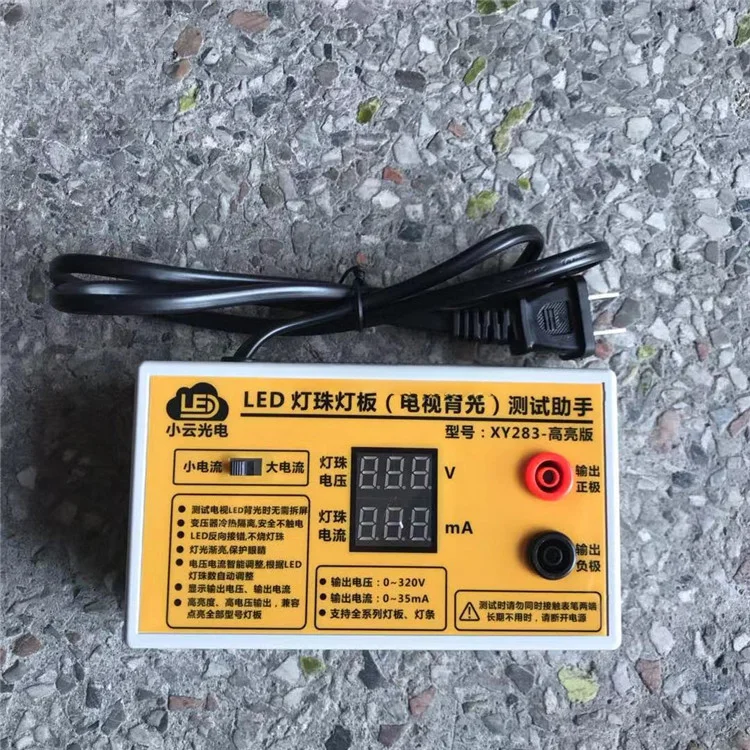 LED 灯珠灯板（电视背光）测试助手
LED
小云光电
型号：XY283-高亮版
小电流
大电流
灯珠
电压
8.8.8.
V
灯珠
电流
8.8.8.
mA
输出
正极
输出
负极
• 测试电视LED背光时无需拆屏
• 变压器冷热隔离,安全不触电
• LED反向接错,不烧灯珠
• 灯光渐亮,保护眼睛
• 电压电流智能调整,根据LED
灯珠数自动调整
• 显示输出电压、输出电流
• 高亮度、高电压输出，兼容
点亮全部型号灯板
• 输出电压：0~320V
• 输出电流：0~35mA
• 支持全系列灯板、灯条
测试时请勿同时接触表笔两端
长期不用时，请断开电源